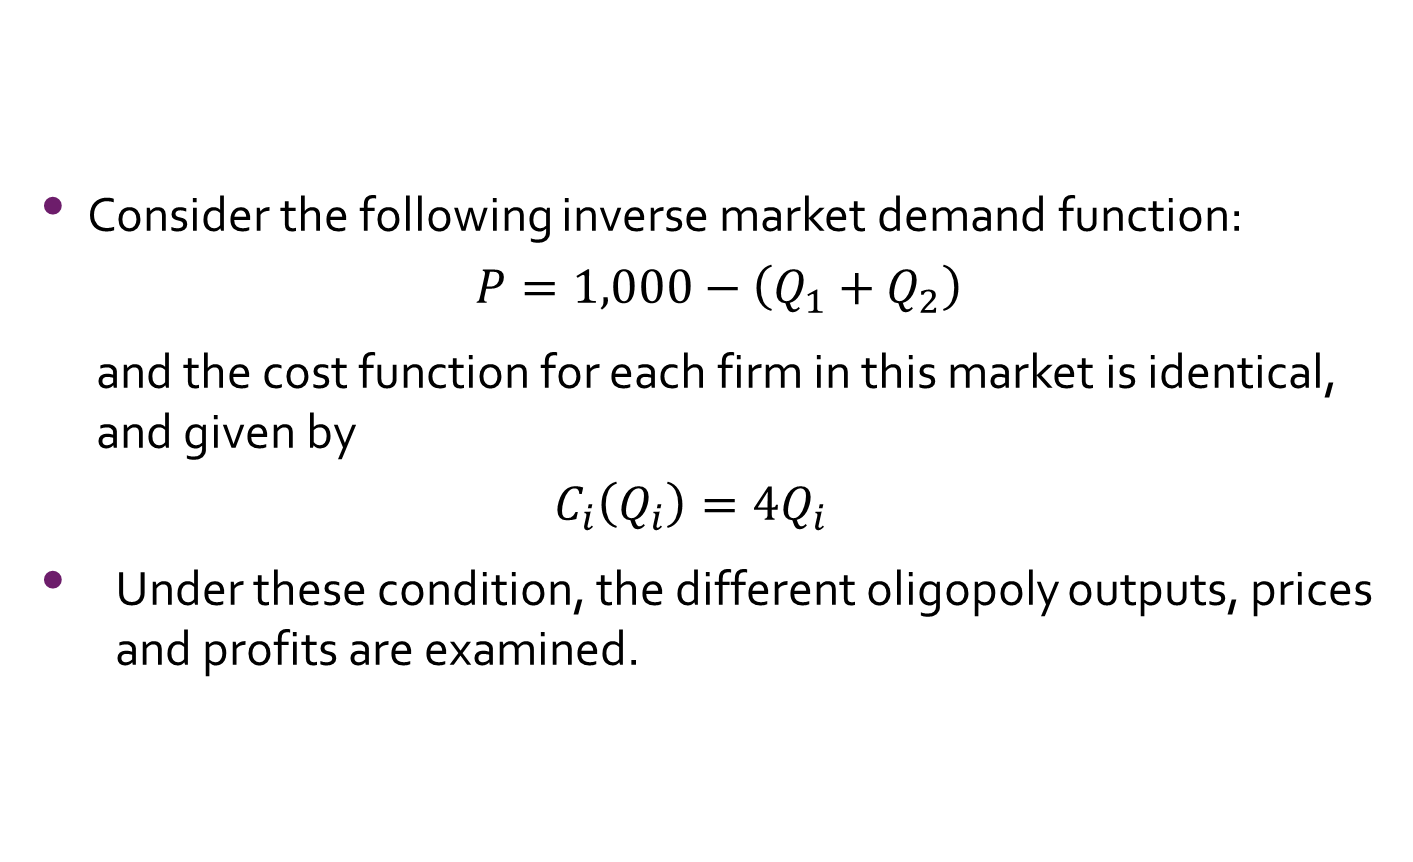 • Consider the following inverse market demand function:
P = 1,000 − (Q₁ + Q₂)
and the cost function for each firm in this market is identical,
and given by
Cᵢ(Qᵢ) = 4Qᵢ
• Under these condition, the different oligopoly outputs, prices
and profits are examined.